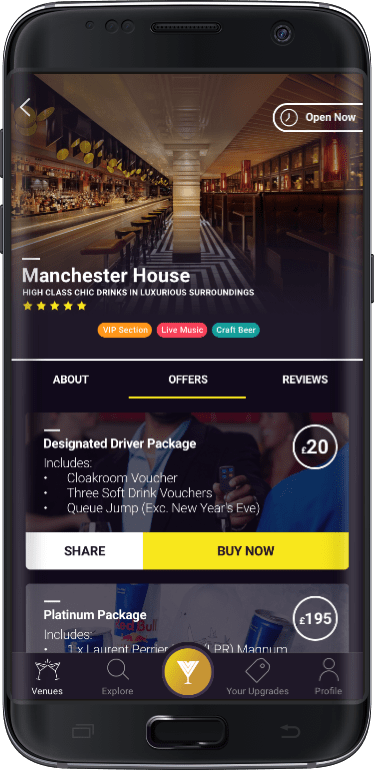 Open Now
Manchester House
HIGH CLASS CHIC DRINKS IN LUXURIOUS SURROUNDINGS
VIP Section Live Music Craft Beer
ABOUT OFFERS REVIEWS
Designated Driver Package
£20
Includes:
• Cloakroom Voucher
• Three Soft Drink Vouchers
• Queue Jump (Exc. New Year's Eve)
SHARE BUY NOW
Platinum Package
£195
Includes:
• 1 x Laurent Perrier (LPR) Magnum
Red Bull
Venues Explore Your Upgrades Profile